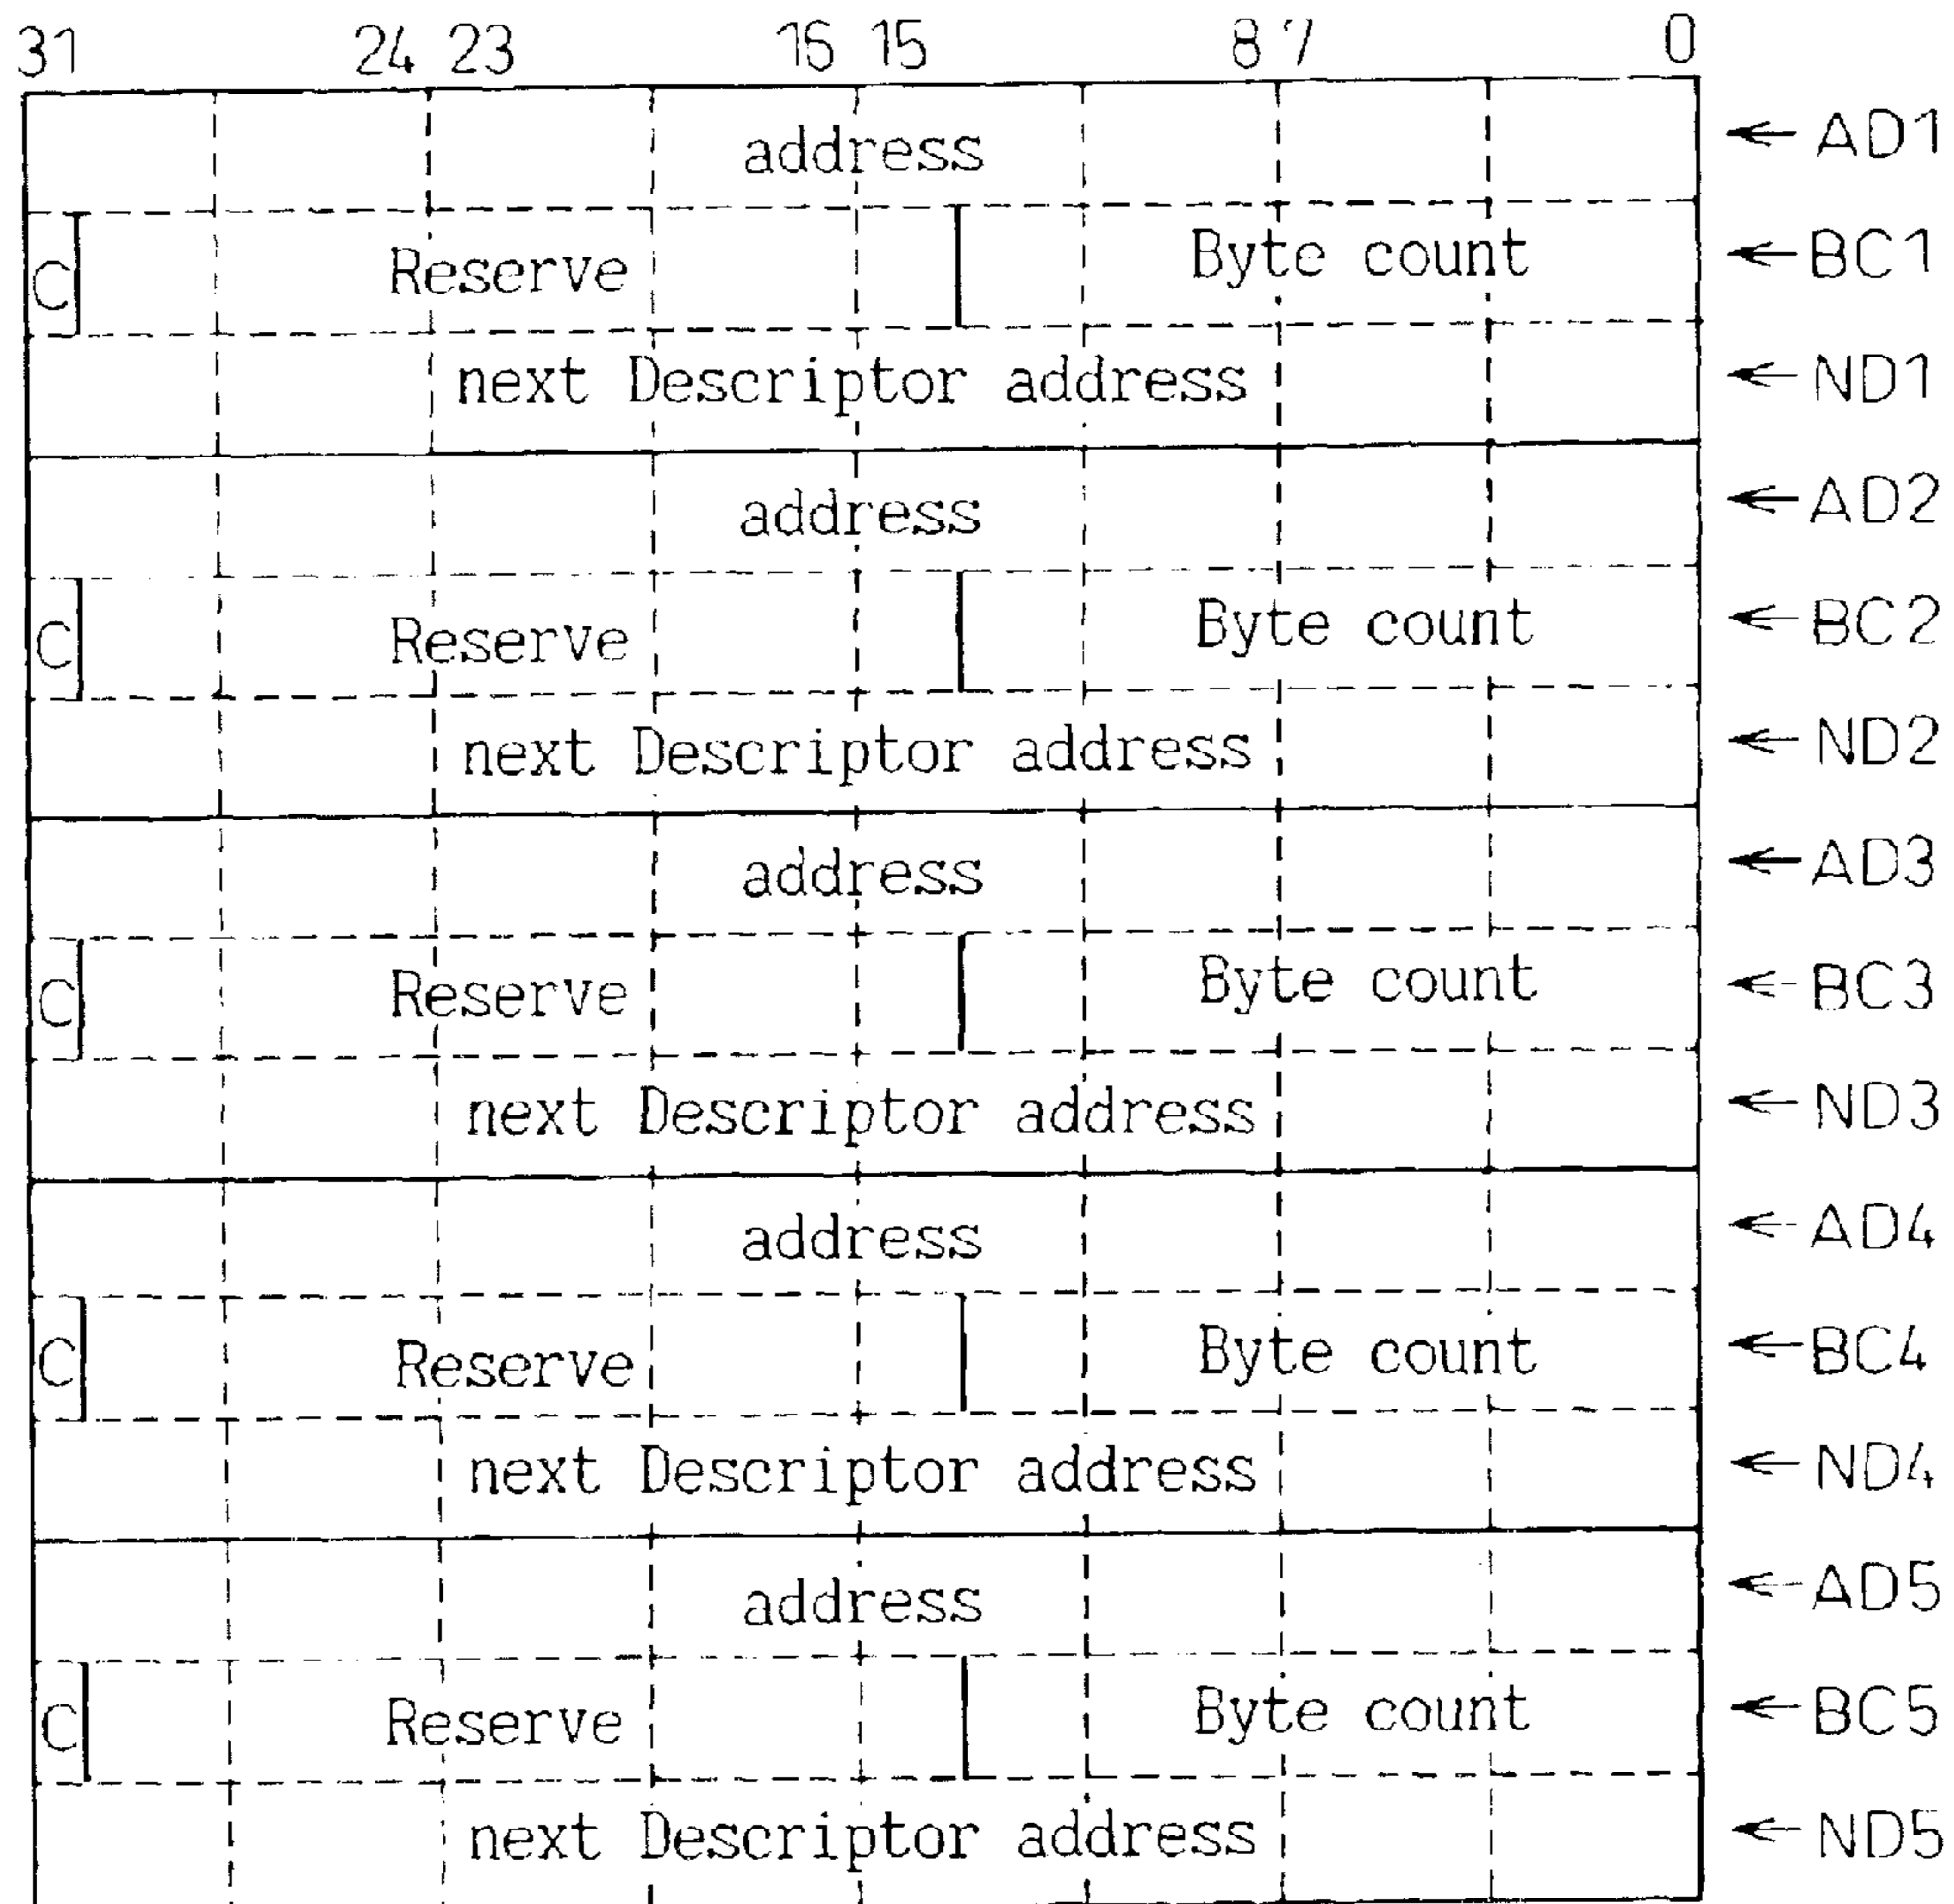 31 24 23 16 15 8 7 0
address ← AD1
C Reserve Byte count ← BC1
next Descriptor address ← ND1
address ← AD2
C Reserve Byte count ← BC2
next Descriptor address ← ND2
address ← AD3
C Reserve Byte count ← BC3
next Descriptor address ← ND3
address ← AD4
C Reserve Byte count ← BC4
next Descriptor address ← ND4
address ← AD5
C Reserve Byte count ← BC5
next Descriptor address ← ND5